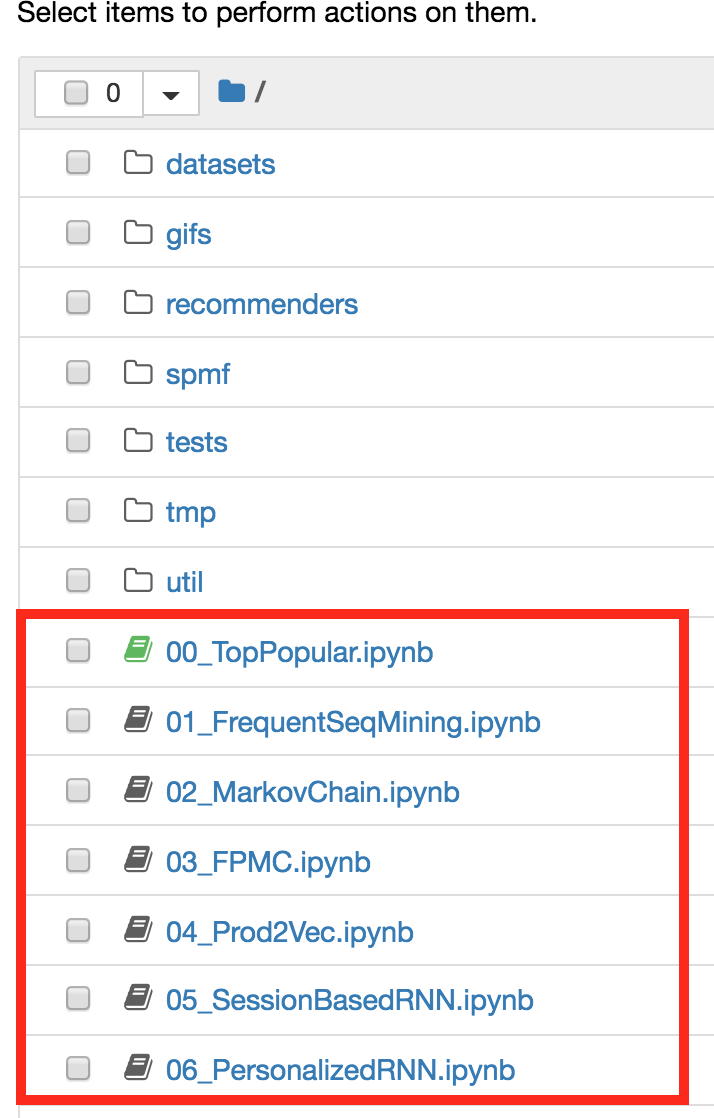 Select items to perform actions on them.
0 /
datasets
gifs
recommenders
spmf
tests
tmp
util
00_TopPopular.ipynb
01_FrequentSeqMining.ipynb
02_MarkovChain.ipynb
03_FPMC.ipynb
04_Prod2Vec.ipynb
05_SessionBasedRNN.ipynb
06_PersonalizedRNN.ipynb